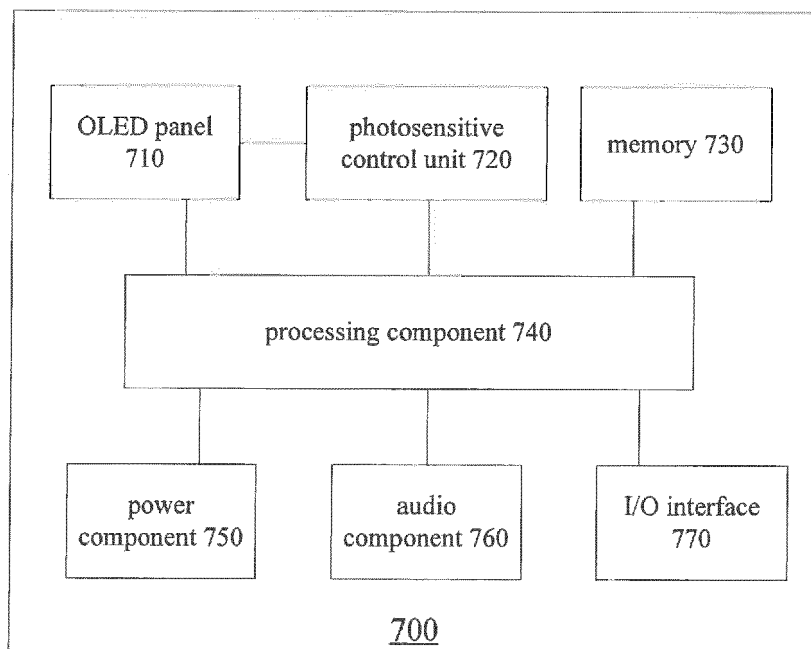 OLED panel
710
photosensitive
control unit 720
memory 730
processing component 740
power
component 750
audio
component 760
I/O interface
770
700